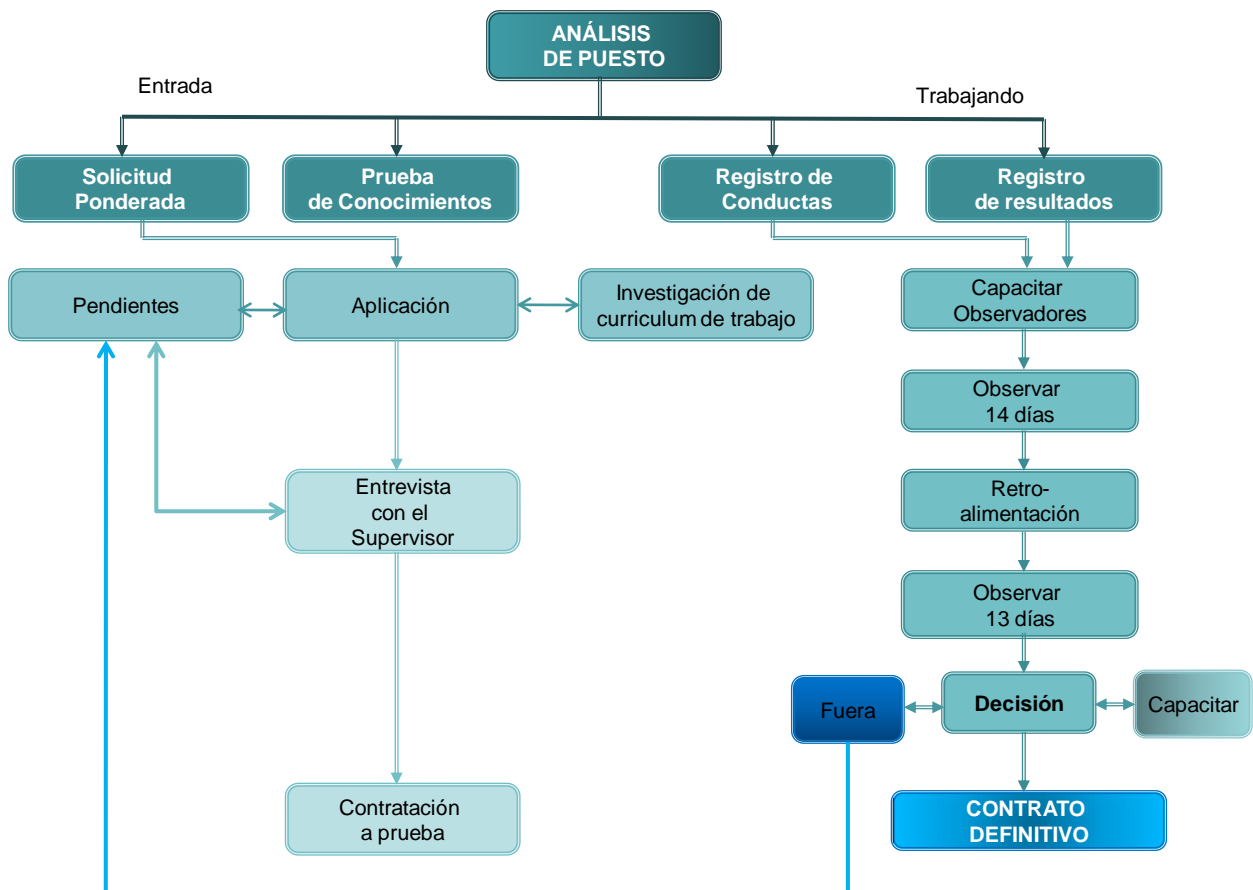 ANÁLISIS
DE PUESTO
Entrada
Trabajando
Solicitud
Ponderada
Prueba
de Conocimientos
Registro de
Conductas
Registro
de resultados
Pendientes
Aplicación
Investigación de
curriculum de trabajo
Capacitar
Observadores
Observar
14 días
Entrevista
con el
Supervisor
Retro-
alimentación
Observar
13 días
Fuera
Decisión
Capacitar
Contratación
a prueba
CONTRATO
DEFINITIVO